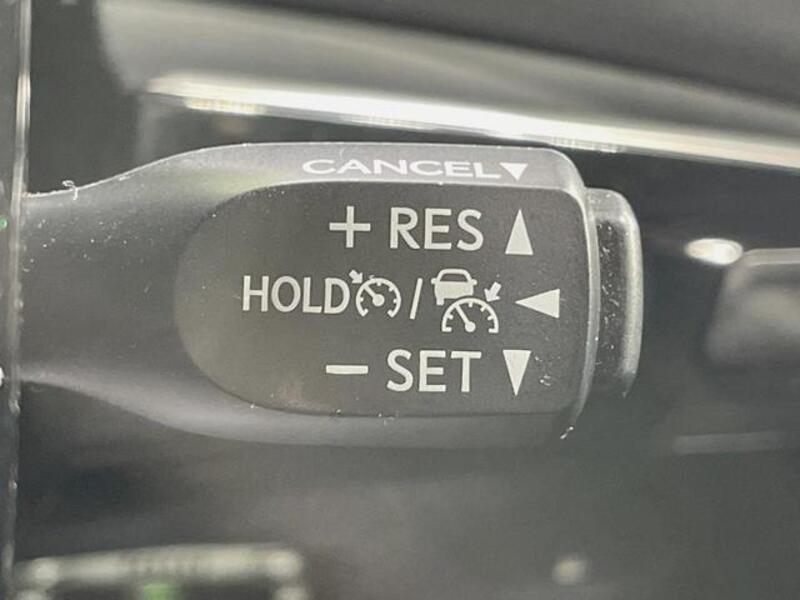 CANCEL▼
+ RES ▲
HOLD / ◀
− SET ▼